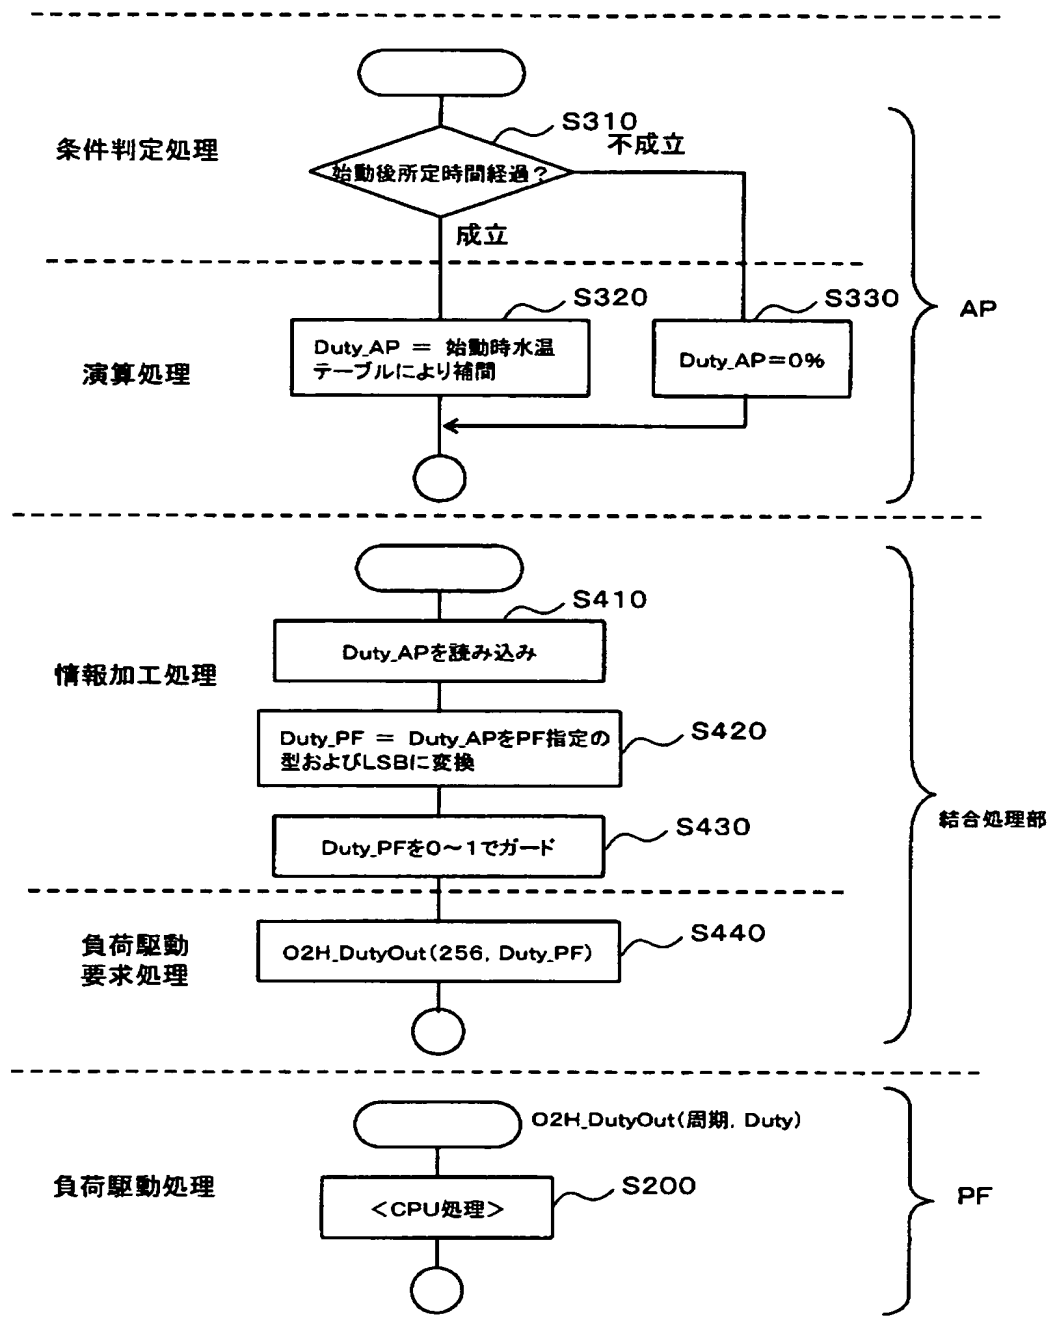 S310
条件判定処理
不成立
始動後所定時間経過？
成立
S320
S330
AP
Duty_AP ＝ 始動時水温
テーブルにより補間
Duty_AP＝0%
演算処理
S410
Duty_APを読み込み
情報加工処理
S420
Duty_PF ＝ Duty_APをPF指定の
型およびLSBに変換
S430
Duty_PFを0〜1でガード
結合処理部
負荷駆動
要求処理
S440
O2H_DutyOut(256, Duty_PF)
O2H_DutyOut(周期, Duty)
負荷駆動処理
S200
＜CPU処理＞
PF